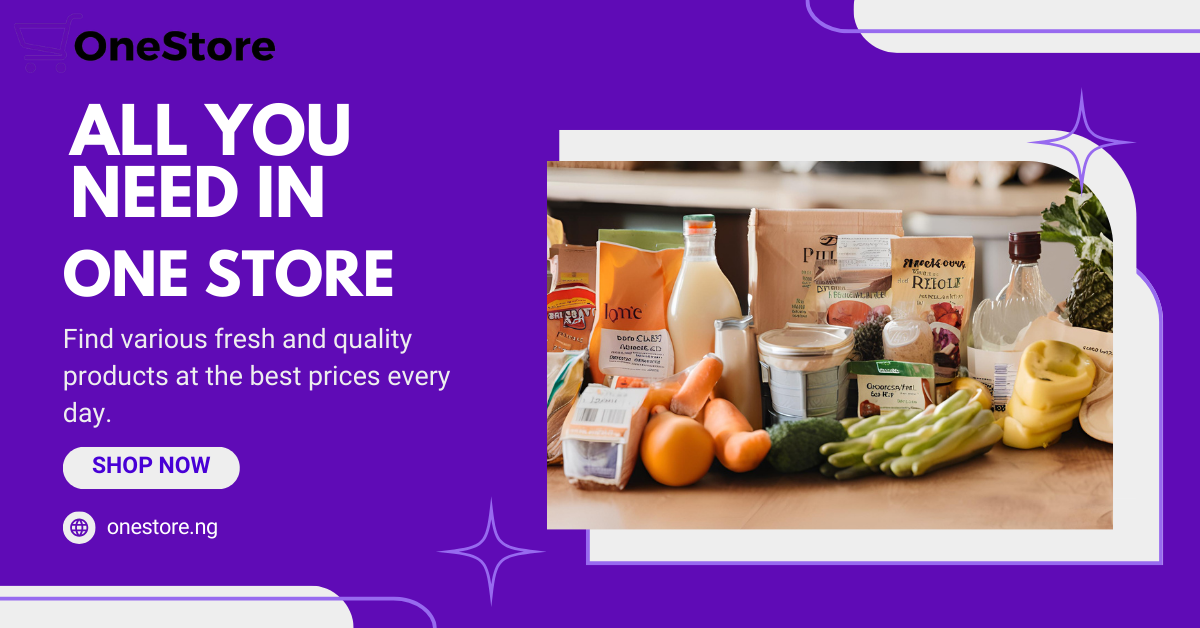 OneStore
ALL YOU
NEED IN
ONE STORE
Find various fresh and quality
products at the best prices every
day.
SHOP NOW
onestore.ng